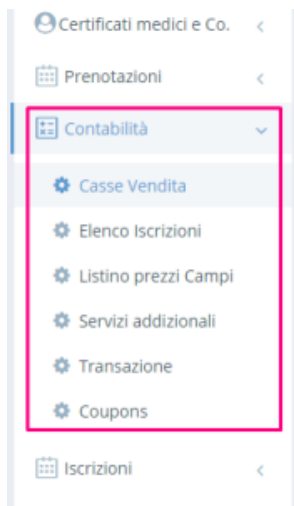 Certificati medici e Co.
Prenotazioni
Contabilità
Casse Vendita
Elenco Iscrizioni
Listino prezzi Campi
Servizi addizionali
Transazione
Coupons
Iscrizioni